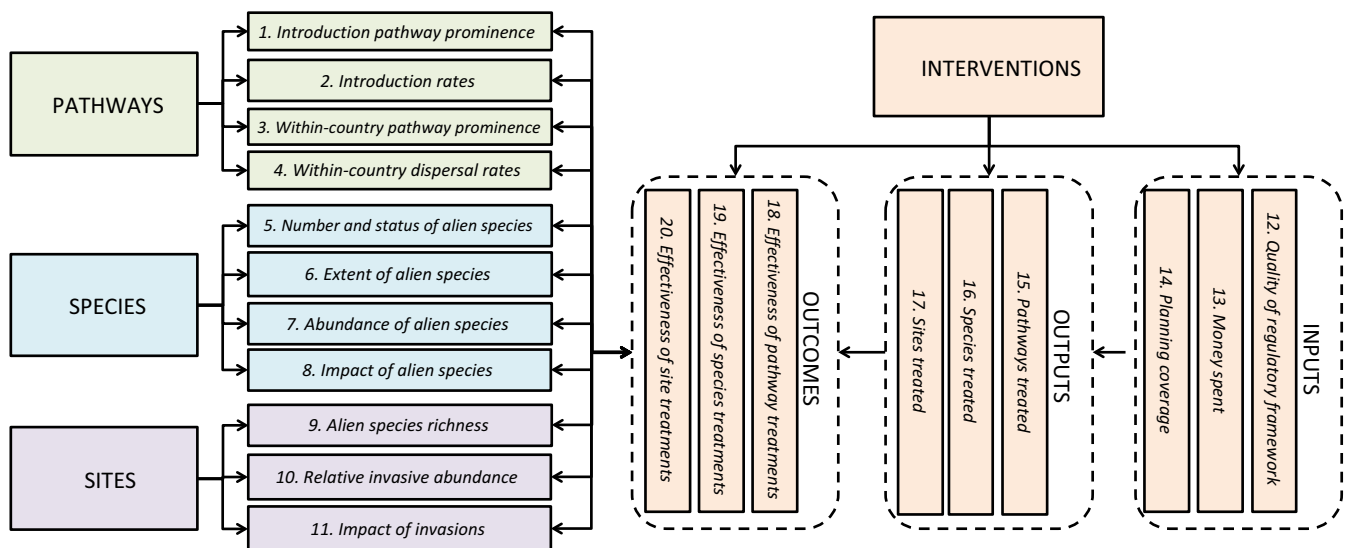 PATHWAYS
1. Introduction pathway prominence
2. Introduction rates
3. Within-country pathway prominence
4. Within-country dispersal rates
SPECIES
5. Number and status of alien species
6. Extent of alien species
7. Abundance of alien species
8. Impact of alien species
SITES
9. Alien species richness
10. Relative invasive abundance
11. Impact of invasions
INTERVENTIONS
INPUTS
12. Quality of regulatory framework
13. Money spent
14. Planning coverage
OUTPUTS
15. Pathways treated
16. Species treated
17. Sites treated
OUTCOMES
18. Effectiveness of pathway treatments
19. Effectiveness of species treatments
20. Effectiveness of site treatments